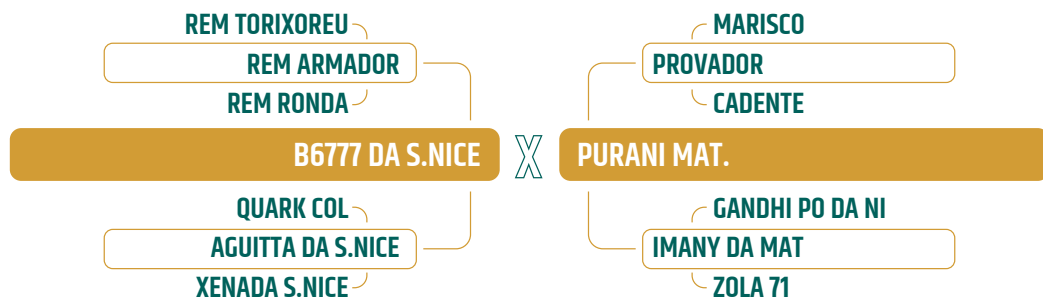 REM TORIXOREU
REM ARMADOR
REM RONDA
B6777 DA S.NICE
QUARK COL
AGUITTA DA S.NICE
XENADA S.NICE
X
MARISCO
PROVADOR
CADENTE
PURANI MAT.
GANDHI PO DA NI
IMANY DA MAT
ZOLA 71